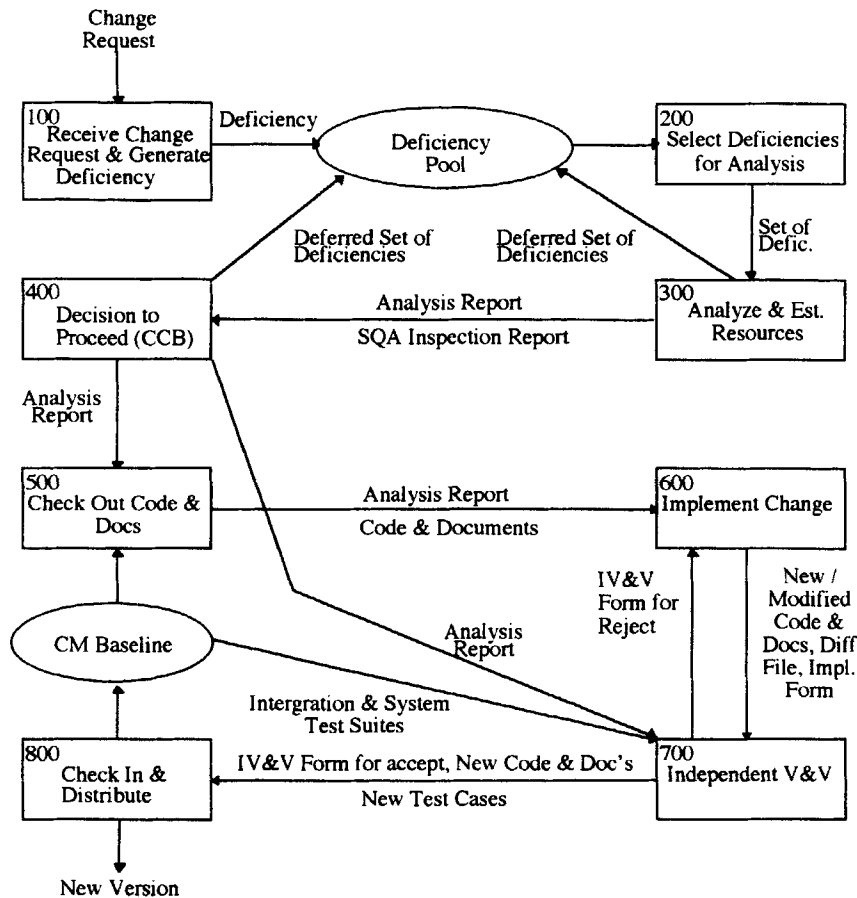 Change
Request
100
Receive Change
Request & Generate
Deficiency
Deficiency
Deficiency
Pool
200
Select Deficiencies
for Analysis
Deferred Set of
Deficiencies
Deferred Set of
Deficiencies
Set of
Defic.
400
Decision to
Proceed (CCB)
Analysis Report
SQA Inspection Report
300
Analyze & Est.
Resources
Analysis
Report
500
Check Out Code &
Docs
Analysis Report
Code & Documents
600
Implement Change
IV&V
Form for
Reject
New /
Modified
Code &
Docs, Diff
File, Impl.
Form
CM Baseline
Analysis
Report
Intergration & System
Test Suites
800
Check In &
Distribute
IV&V Form for accept, New Code & Doc's
New Test Cases
700
Independent V&V
New Version